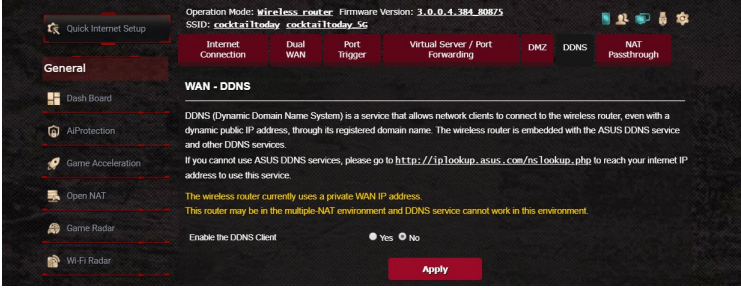 Quick Internet Setup
General
Dash Board
AiProtection
Game Acceleration
Open NAT
Game Radar
Wi-Fi Radar
Operation Mode: Wireless router Firmware Version: 3.0.0.4.384_80875
SSID: cocktailtoday cocktailtoday_5G
Internet Connection
Dual WAN
Port Trigger
Virtual Server / Port Forwarding
DMZ
DDNS
NAT Passthrough
WAN - DDNS
DDNS (Dynamic Domain Name System) is a service that allows network clients to connect to the wireless router, even with a
dynamic public IP address, through its registered domain name. The wireless router is embedded with the ASUS DDNS service
and other DDNS services.
If you cannot use ASUS DDNS services, please go to http://iplookup.asus.com/nslookup.php to reach your internet IP
address to use this service.
The wireless router currently uses a private WAN IP address.
This router may be in the multiple-NAT environment and DDNS service cannot work in this environment.
Enable the DDNS Client Yes No
Apply